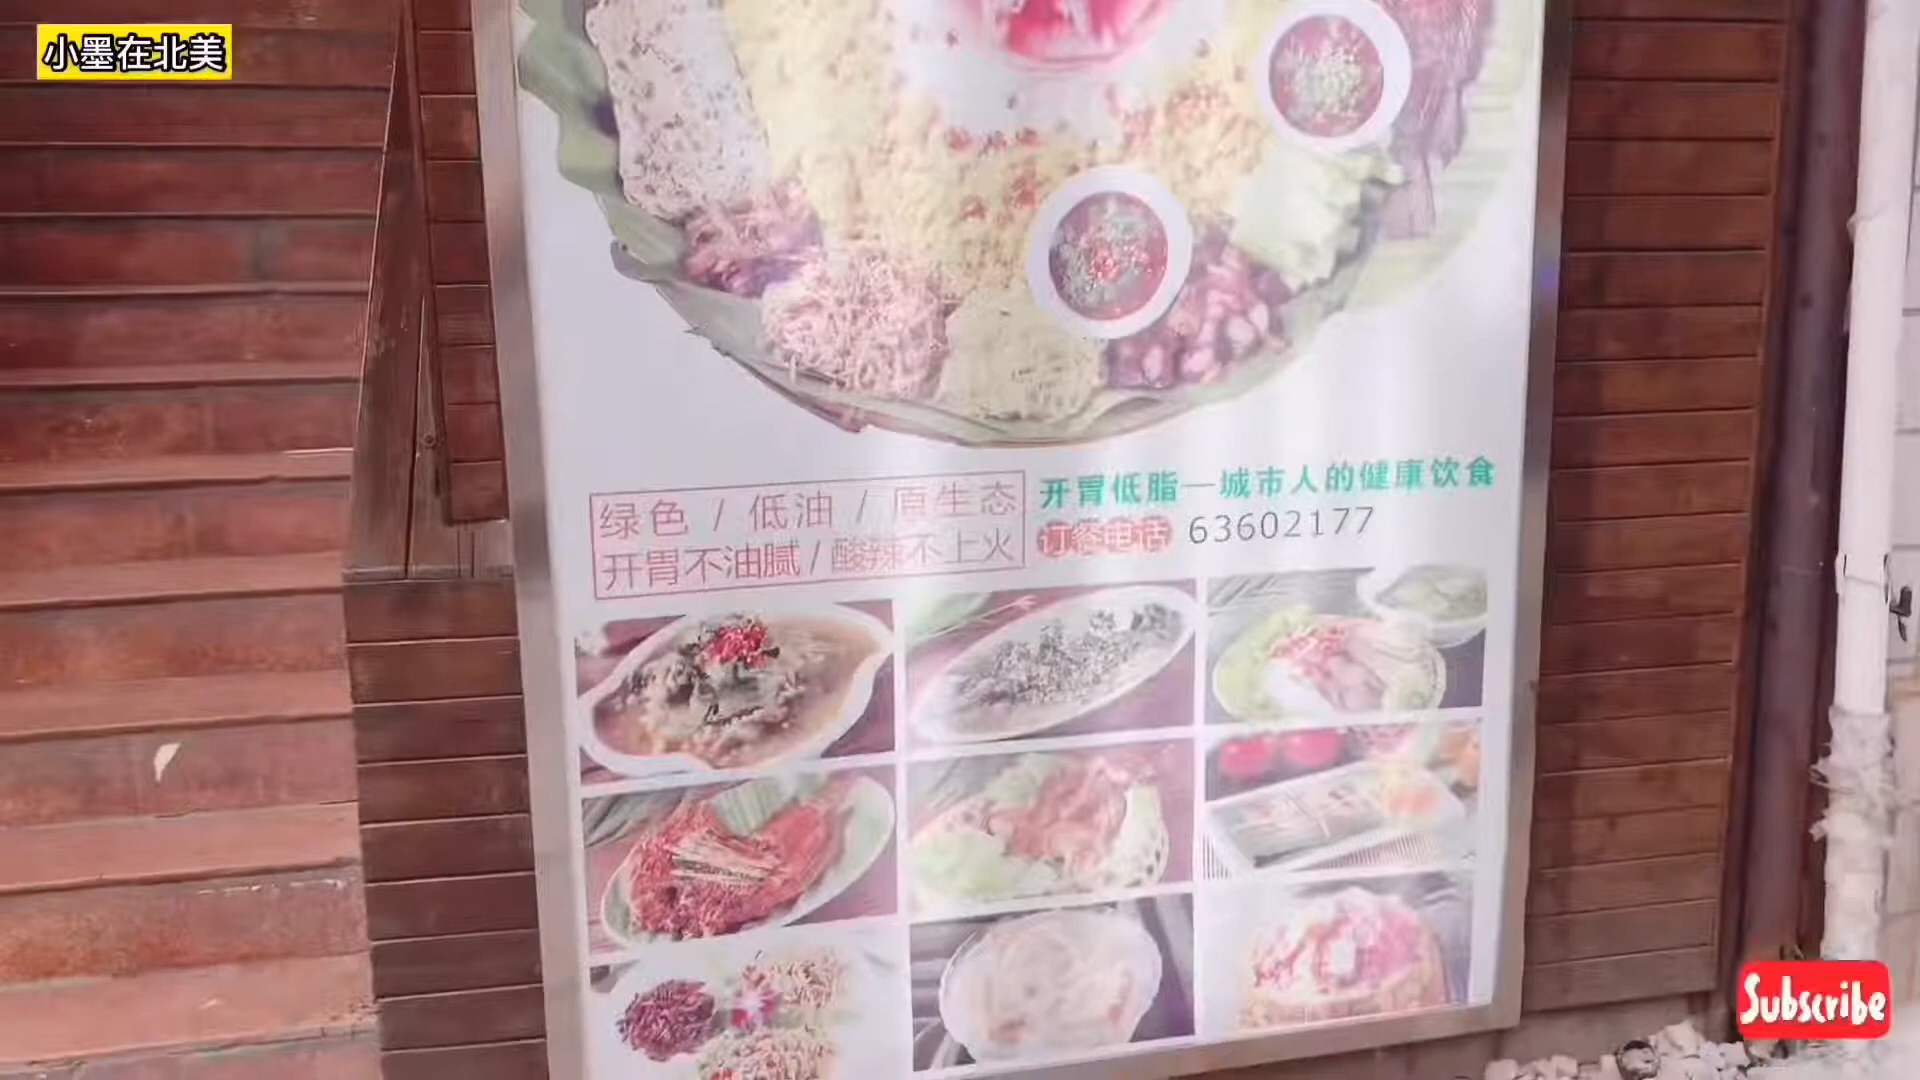 小墨在北美
绿色 / 低油 / 原生态
开胃不油腻 / 酸辣不上火
开胃低脂—城市人的健康饮食
订餐电话 63602177
Subscribe